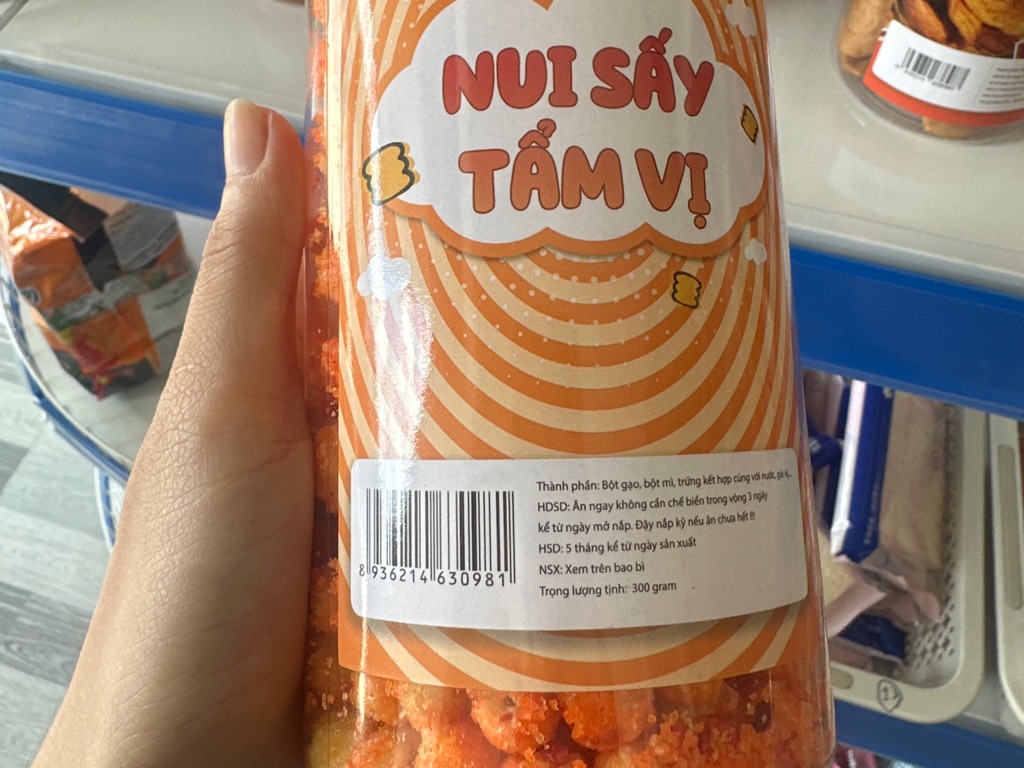 NUI SẤY
TẨM VỊ
Thành phần: Bột gạo, bột mì, trứng kết hợp cùng với nước, gia vị,...
HDSD: Ăn ngay không cần chế biến trong vòng 3 ngày
kể từ ngày mở nắp. Đậy nắp kỹ nếu ăn chưa hết !!!
HSD: 5 tháng kể từ ngày sản xuất
NSX: Xem trên bao bì
Trọng lượng tịnh: 300 gram
8 936214 630981